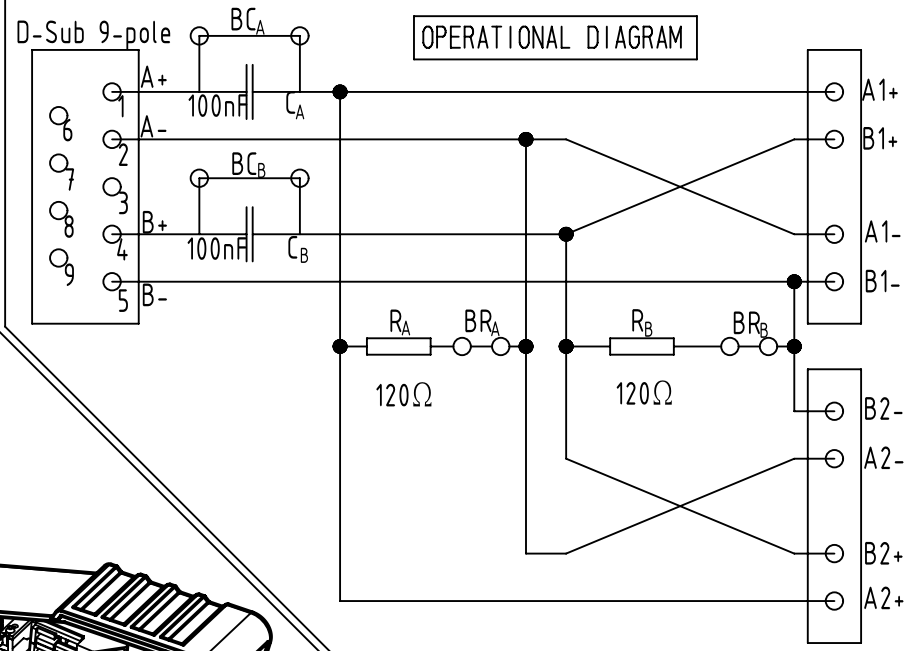 OPERATIONAL DIAGRAM
D-Sub 9-pole
BCA
A+
100nF
CA
1
A-
2
BCB
3
B+
100nF
CB
4
5
B-
6
7
8
9
RA
BRA
120Ω
RB
BRB
120Ω
A1+
B1+
A1-
B1-
B2-
A2-
B2+
A2+